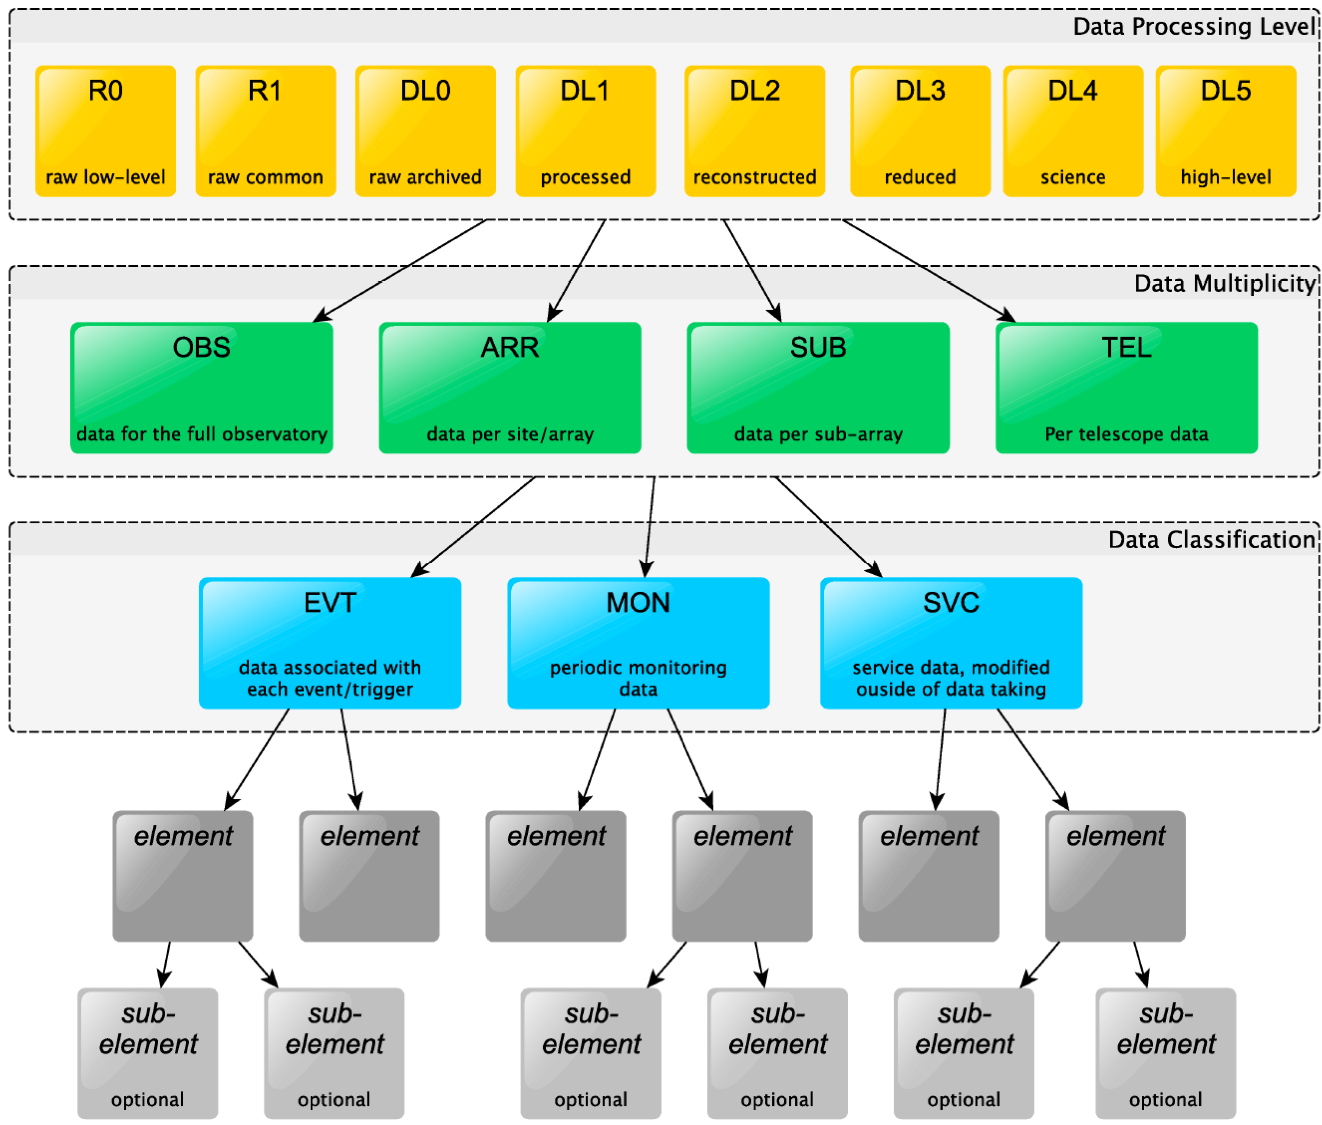 Data Processing Level
R0
R1
DL0
DL1
DL2
DL3
DL4
DL5
raw low-level
raw common
raw archived
processed
reconstructed
reduced
science
high-level
Data Multiplicity
OBS
ARR
SUB
TEL
data for the full observatory
data per site/array
data per sub-array
Per telescope data
Data Classification
EVT
data associated with
each event/trigger
MON
periodic monitoring
data
SVC
service data, modified
ouside of data taking
element
element
element
element
element
element
sub-
element
optional
sub-
element
optional
sub-
element
optional
sub-
element
optional
sub-
element
optional
sub-
element
optional